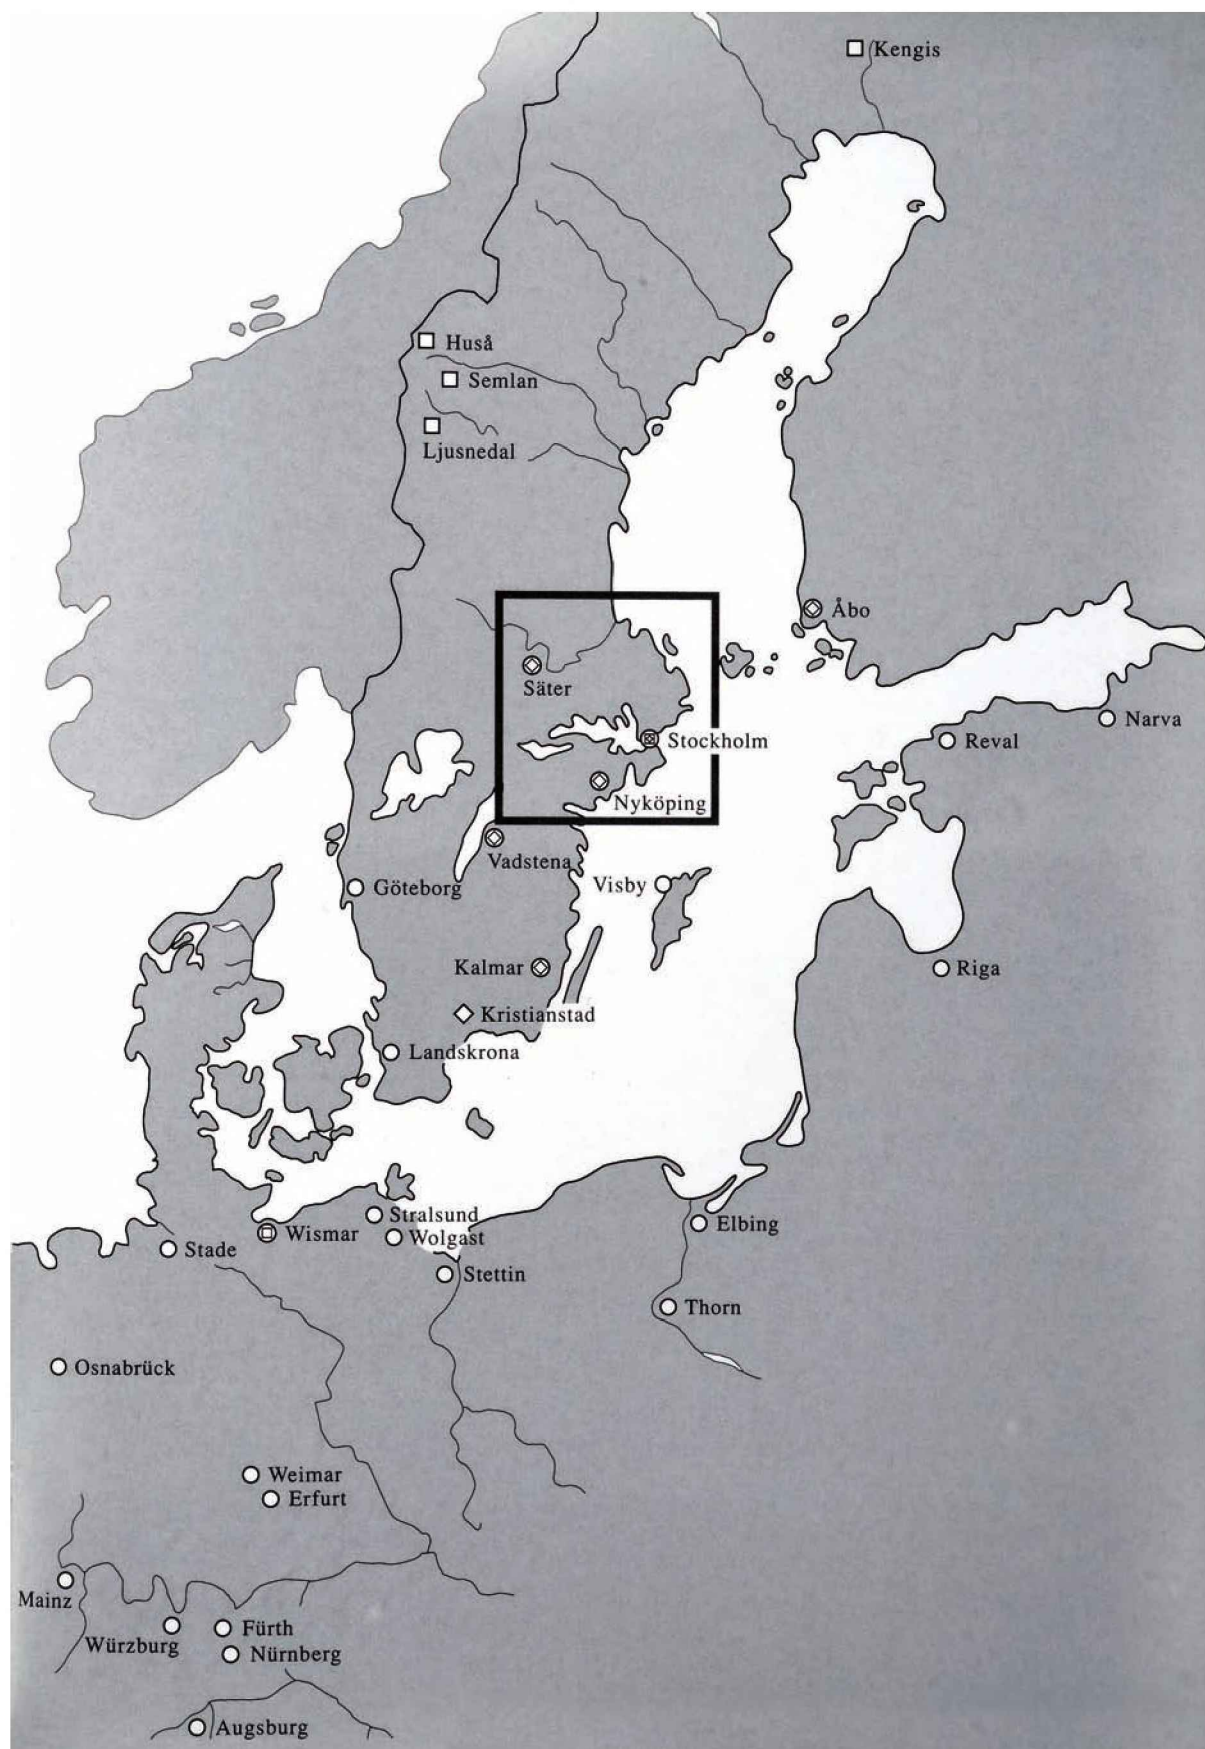 Kengis
Huså
Semlan
Ljusnedal
Åbo
Säter
Narva
Stockholm
Reval
Nyköping
Vadstena
Göteborg
Visby
Kalmar
Riga
Kristianstad
Landskrona
Stralsund
Elbing
Wismar
Wolgast
Stade
Stettin
Thorn
Osnabrück
Weimar
Erfurt
Mainz
Fürth
Würzburg
Nürnberg
Augsburg